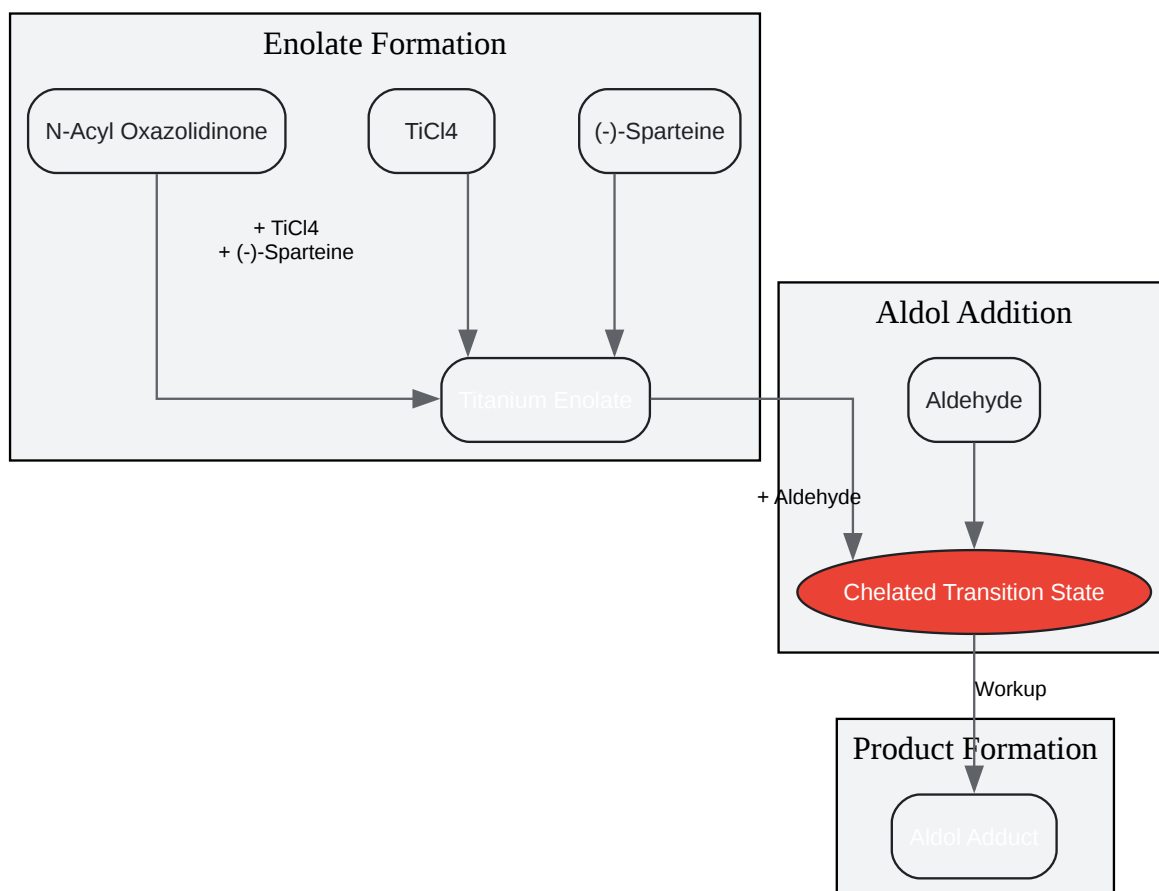 Enolate Formation
N-Acyl Oxazolidinone
TiCl4
(-)-Sparteine
+ TiCl4
+ (-)-Sparteine
Titanium Enolate
Aldol Addition
Aldehyde
+ Aldehyde
Chelated Transition State
Workup
Product Formation
Aldol Adduct